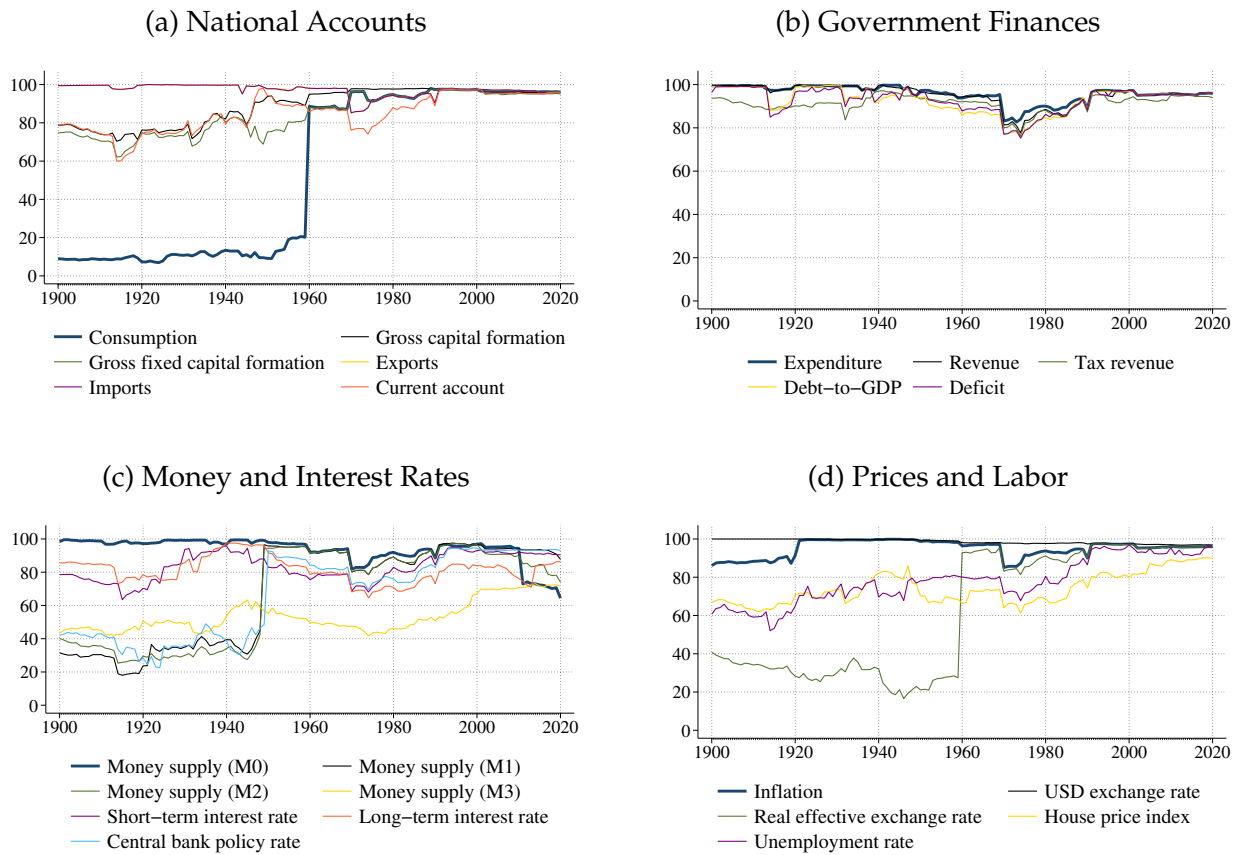 (a) National Accounts
100
80
60
40
20
0
1900 1920 1940 1960 1980 2000 2020
Consumption Gross capital formation
Gross fixed capital formation Exports
Imports Current account
(b) Government Finances
100
80
60
40
20
0
1900 1920 1940 1960 1980 2000 2020
Expenditure Revenue Tax revenue
Debt−to−GDP Deficit
(c) Money and Interest Rates
100
80
60
40
20
0
1900 1920 1940 1960 1980 2000 2020
Money supply (M0) Money supply (M1)
Money supply (M2) Money supply (M3)
Short−term interest rate Long−term interest rate
Central bank policy rate
(d) Prices and Labor
100
80
60
40
20
0
1900 1920 1940 1960 1980 2000 2020
Inflation USD exchange rate
Real effective exchange rate House price index
Unemployment rate